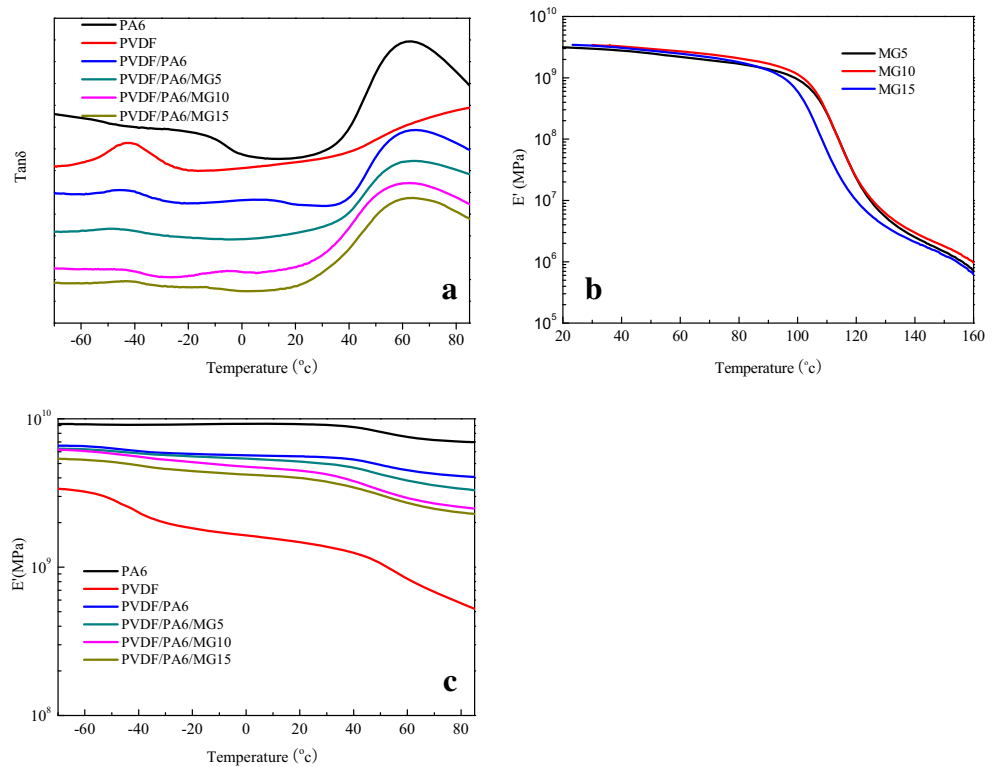 PA6
PVDF
PVDF/PA6
PVDF/PA6/MG5
PVDF/PA6/MG10
PVDF/PA6/MG15
Tanδ
a
-60 -40 -20 0 20 40 60 80
Temperature (°c)
10^10
10^9
10^8
10^7
10^6
10^5
E' (MPa)
MG5
MG10
MG15
b
20 40 60 80 100 120 140 160
Temperature (°c)
10^10
10^9
10^8
E'(MPa)
PA6
PVDF
PVDF/PA6
PVDF/PA6/MG5
PVDF/PA6/MG10
PVDF/PA6/MG15
c
-60 -40 -20 0 20 40 60 80
Temperature (°c)